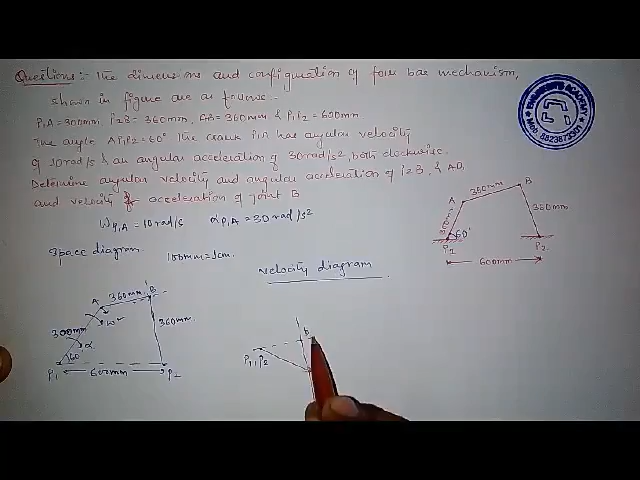 Questions:- The dimensions and configuration of four bar mechanism,
shown in figure are as follows:-
P1A = 300mm, P2B = 360mm, AB = 360mm & P1P2 = 600mm
The angle AP1P2 = 60° The crank P1A has angular velocity
of 10 rad/s & an angular acceleration of 30 rad/s², both clockwise.
Determine angular velocity and angular acceleration of P2B, & AB,
and velocity & acceleration of joint B
ωP1A = 10 rad/s αP1A = 30 rad/s²
Space diagram 100mm = 1cm
velocity diagram
A 360mm B
300mm ω
α 360mm
60°
P1 600mm P2
b
P1, P2
360mm B
A
360mm
60°
P1 P2
600mm